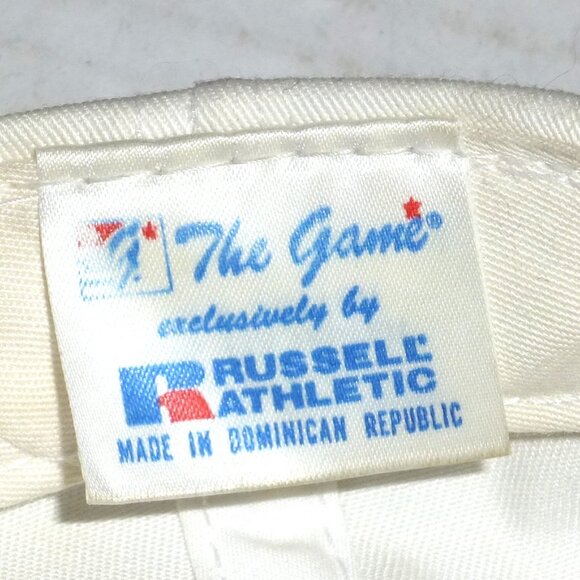 G. The Game®
exclusively by
R RUSSELL
ATHLETIC
MADE IN DOMINICAN REPUBLIC